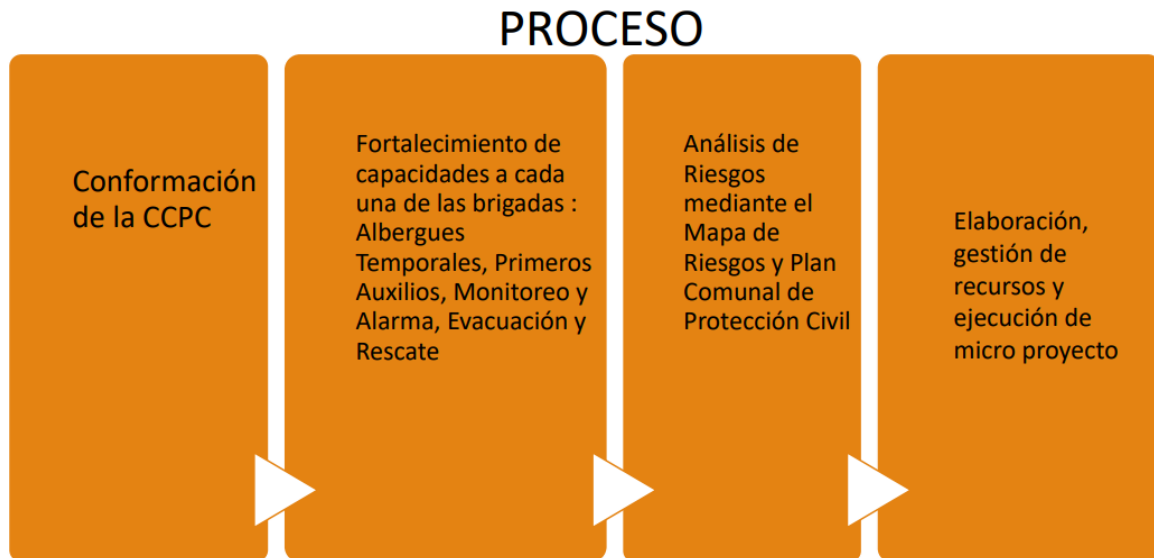 PROCESO
Conformación
de la CCPC
Fortalecimiento de
capacidades a cada
una de las brigadas :
Albergues
Temporales, Primeros
Auxilios, Monitoreo y
Alarma, Evacuación y
Rescate
Análisis de
Riesgos
mediante el
Mapa de
Riesgos y Plan
Comunal de
Protección Civil
Elaboración,
gestión de
recursos y
ejecución de
micro proyecto